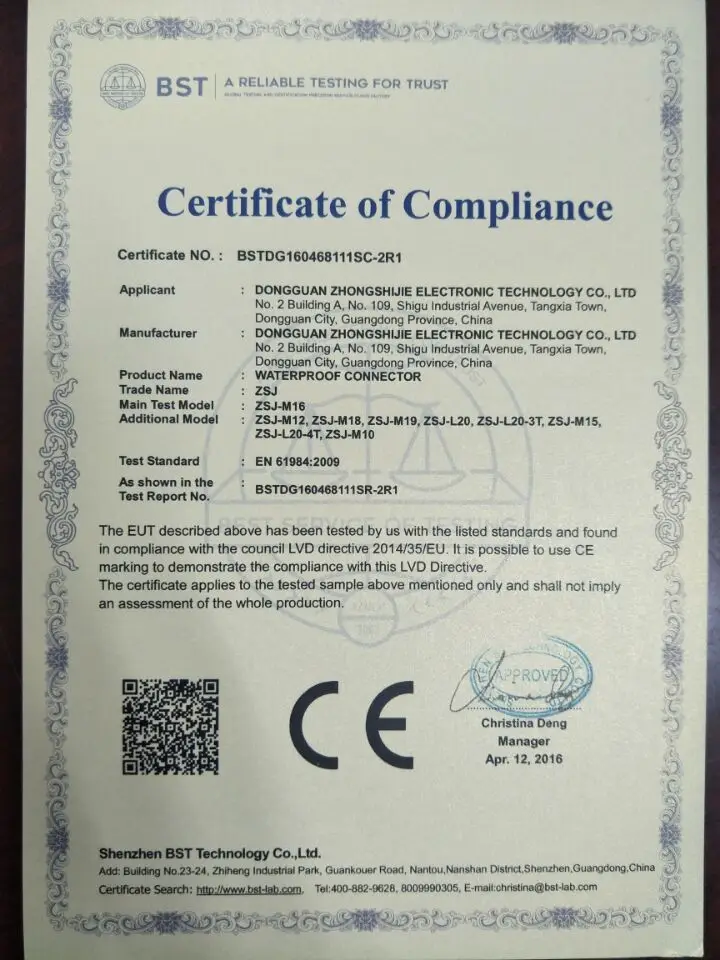 BST
A RELIABLE TESTING FOR TRUST
Certificate of Compliance
Certificate NO. : BSTDG160468111SC-2R1
Applicant : DONGGUAN ZHONGSHIJIE ELECTRONIC TECHNOLOGY CO., LTD
No. 2 Building A, No. 109, Shigu Industrial Avenue, Tangxia Town,
Dongguan City, Guangdong Province, China
Manufacturer : DONGGUAN ZHONGSHIJIE ELECTRONIC TECHNOLOGY CO., LTD
No. 2 Building A, No. 109, Shigu Industrial Avenue, Tangxia Town,
Dongguan City, Guangdong Province, China
Product Name : WATERPROOF CONNECTOR
Trade Name : ZSJ
Main Test Model : ZSJ-M16
Additional Model : ZSJ-M12, ZSJ-M18, ZSJ-M19, ZSJ-L20, ZSJ-L20-3T, ZSJ-M15,
ZSJ-L20-4T, ZSJ-M10
Test Standard : EN 61984:2009
As shown in the :
Test Report No. BSTDG160468111SR-2R1
The EUT described above has been tested by us with the listed standards and found
in compliance with the council LVD directive 2014/35/EU. It is possible to use CE
marking to demonstrate the compliance with this LVD Directive.
The certificate applies to the tested sample above mentioned only and shall not imply
an assessment of the whole production.
CE
APPROVED
Christina Deng
Manager
Apr. 12, 2016
Shenzhen BST Technology Co.,Ltd.
Add: Building No.23-24, Zhiheng Industrial Park, Guankouer Road, Nantou,Nanshan District,Shenzhen,Guangdong,China
Certificate Search: http://www.bst-lab.com, Tel:400-882-9628, 8009990305, E-mail:christina@bst-lab.com